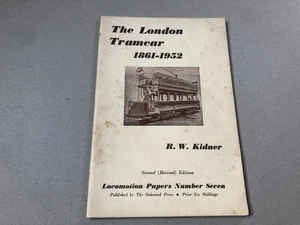 The London
Tramcar
1861-1952
R. W. Kidner
Second (Revised) Edition
Locomotion Papers Number Seven
Published by The Oakwood Press • Price Six Shillings